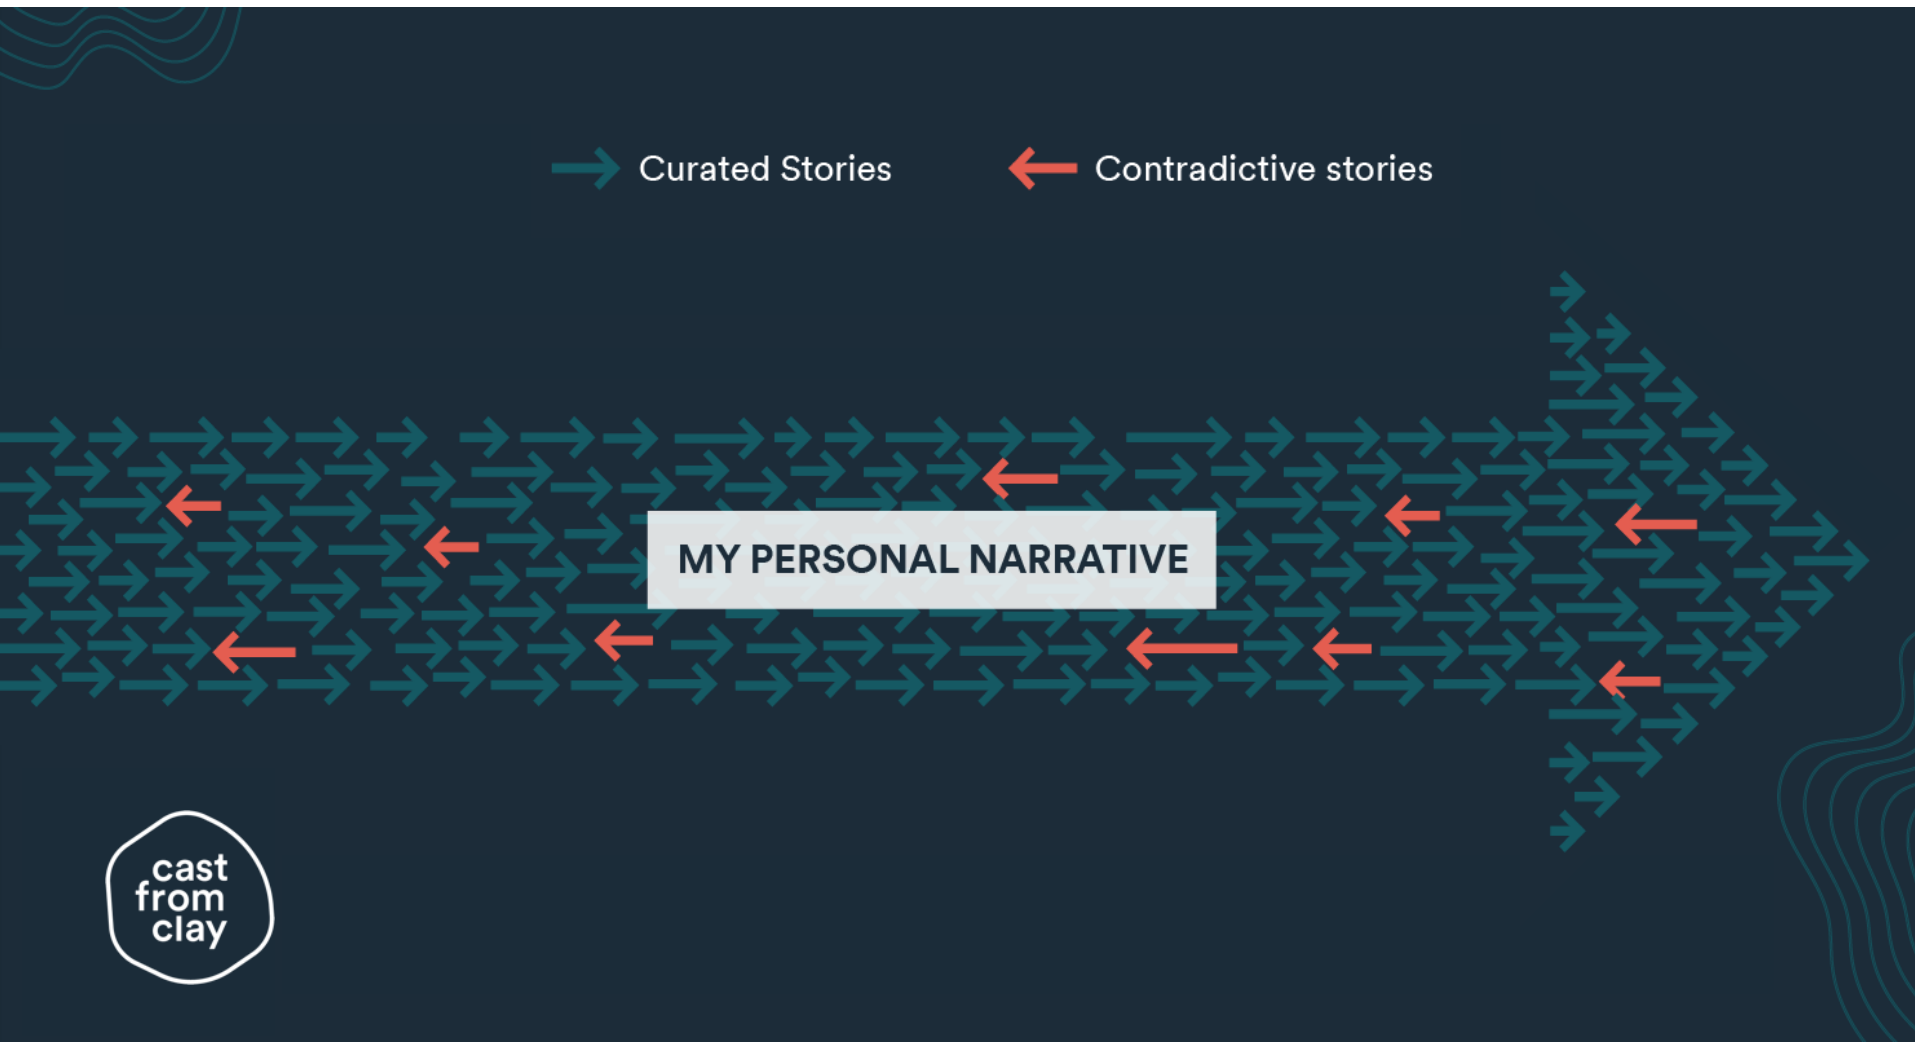 Curated Stories
Contradictive stories
MY PERSONAL NARRATIVE
cast
from
clay